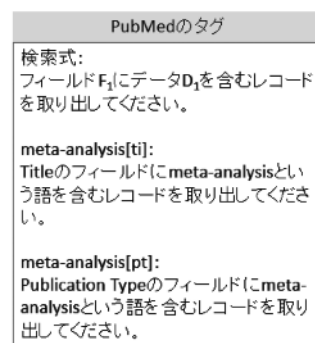 PubMedのタグ
検索式:
フィールドF1にデータD1を含むレコード
を取り出してください。
meta-analysis[ti]:
Titleのフィールドにmeta-analysisとい
う語を含むレコードを取り出してくださ
い。
meta-analysis[pt]:
Publication Typeのフィールドにmeta-
analysisという語を含むレコードを取り
出してください。